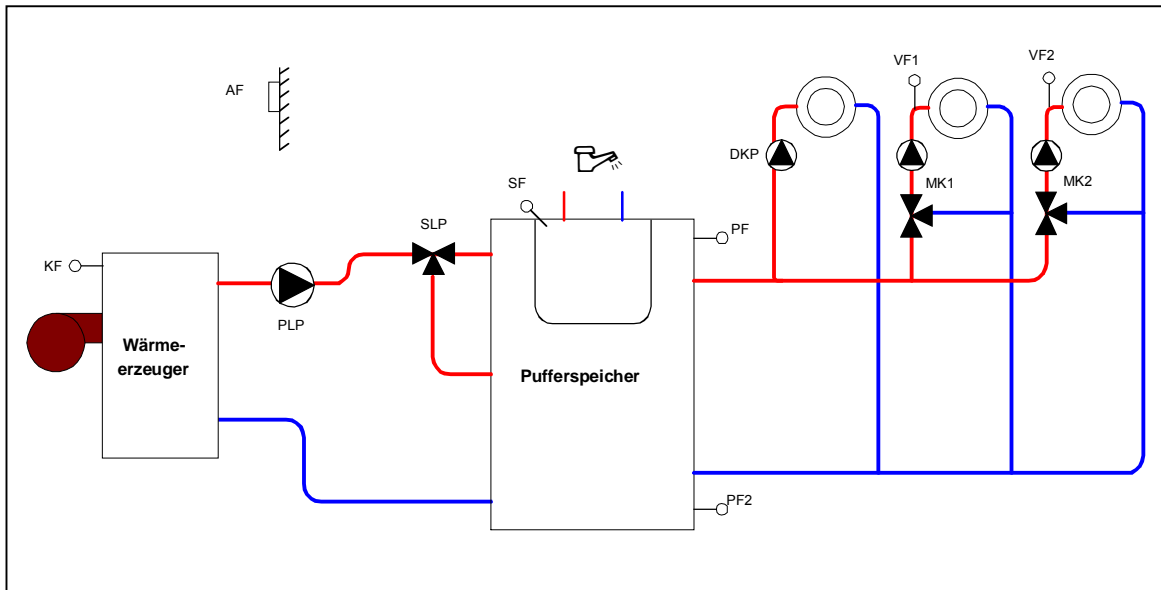 AF
VF1
VF2
DKP
SF
MK1
MK2
SLP
PF
KF
PLP
Wärme-
erzeuger
Pufferspeicher
PF2